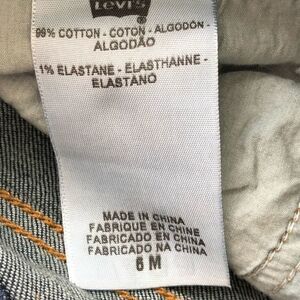 Levi's
®
99% COTTON - COTON - ALGODÓN -
ALGODÃO
1% ELASTANE - ELASTHANNE -
ELASTANO
MADE IN CHINA
FABRIQUE EN CHINE
FABRICADO EN CHINA
FABRICADO NA CHINA
6 M